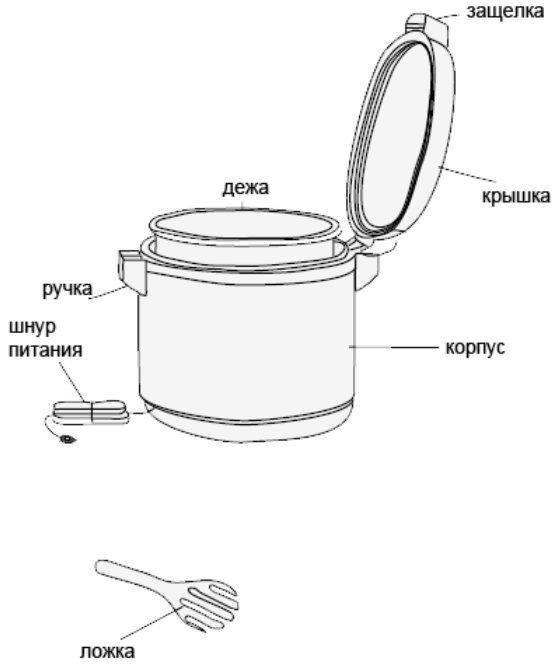 защелка
крышка
дежа
ручка
шнур
питания
корпус
ложка